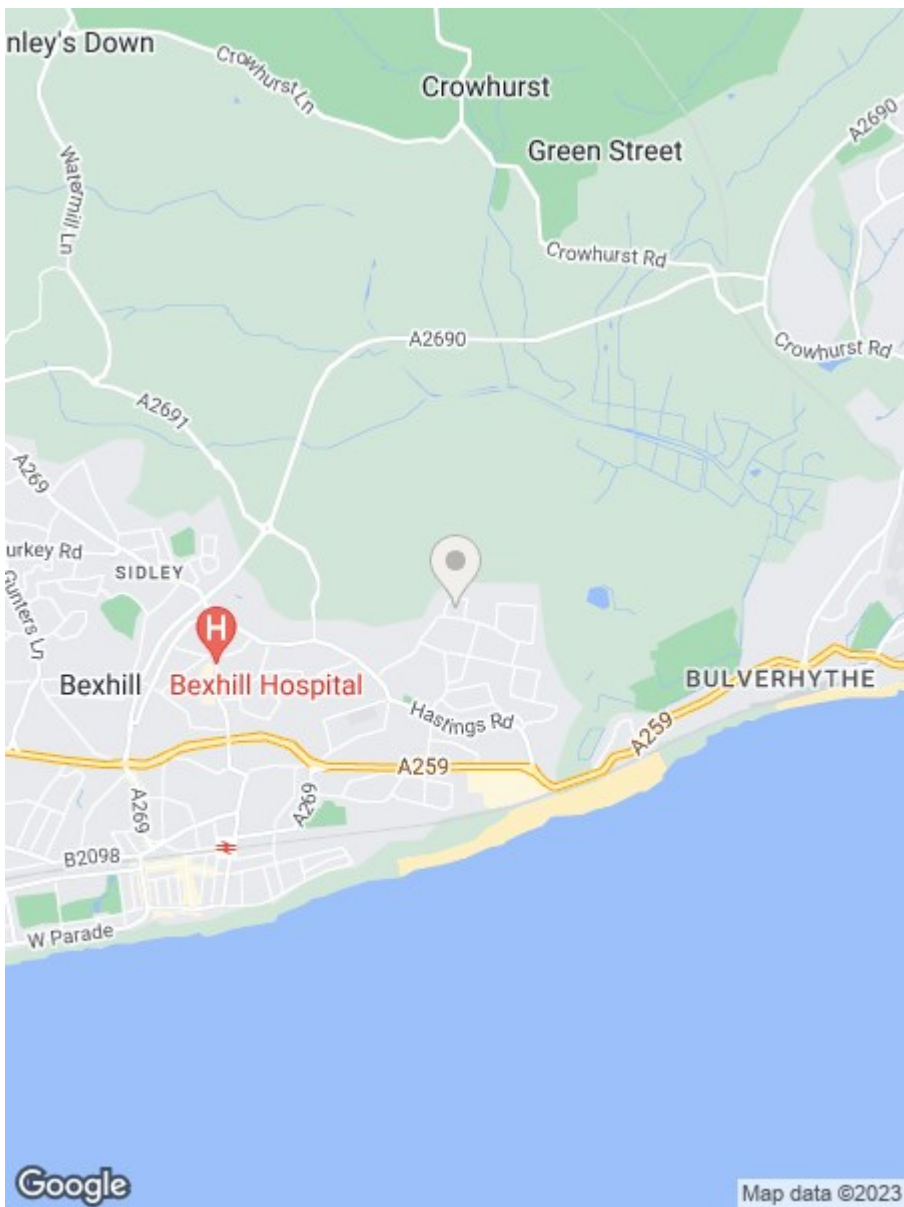 nley's Down
Crowhurst Ln
Crowhurst
A2690
Green Street
Watermill Ln
Crowhurst Rd
A2690
Crowhurst Rd
A2691
A269
urkey Rd
SIDLEY
Gunters Ln
H
Bexhill
Bexhill Hospital
BULVERHYTHE
Hastings Rd
A259
A259
A269
A269
B2098
W Parade
Google
Map data ©2023